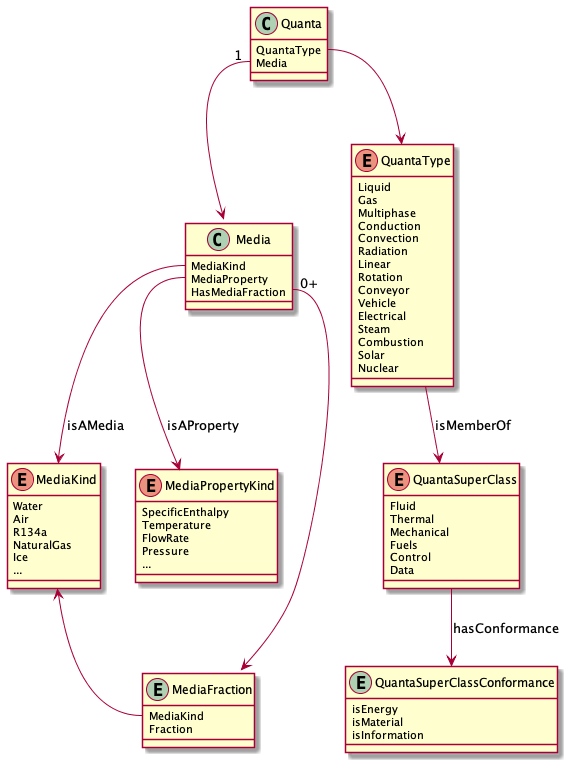 C Quanta
QuantaType
Media
1
E QuantaType
Liquid
Gas
Multiphase
Conduction
Convection
Radiation
Linear
Rotation
Conveyor
Vehicle
Electrical
Steam
Combustion
Solar
Nuclear
C Media
MediaKind
MediaProperty
HasMediaFraction
0+
isAMedia
isAProperty
isMemberOf
E MediaKind
Water
Air
R134a
NaturalGas
Ice
...
E MediaPropertyKind
SpecificEnthalpy
Temperature
FlowRate
Pressure
...
E QuantaSuperClass
Fluid
Thermal
Mechanical
Fuels
Control
Data
hasConformance
E MediaFraction
MediaKind
Fraction
E QuantaSuperClassConformance
isEnergy
isMaterial
isInformation